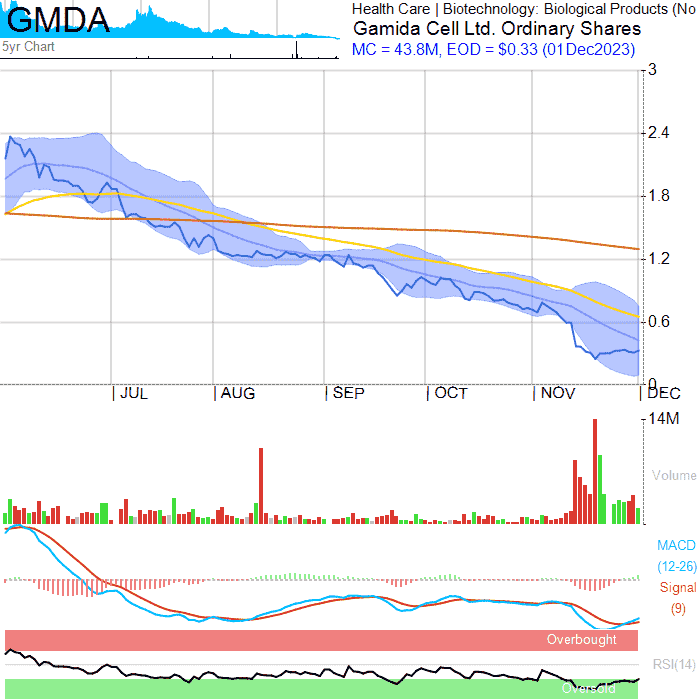 GMDA
5yr Chart
Health Care | Biotechnology: Biological Products (No
Gamida Cell Ltd. Ordinary Shares
MC = 43.8M, EOD = $0.33 (01Dec2023)
3
2.4
1.8
1.2
0.6
0
| JUL | AUG | SEP | OCT | NOV | DEC
14M
Volume
MACD
(12-26)
Signal
(9)
Overbought
RSI(14)
Oversold